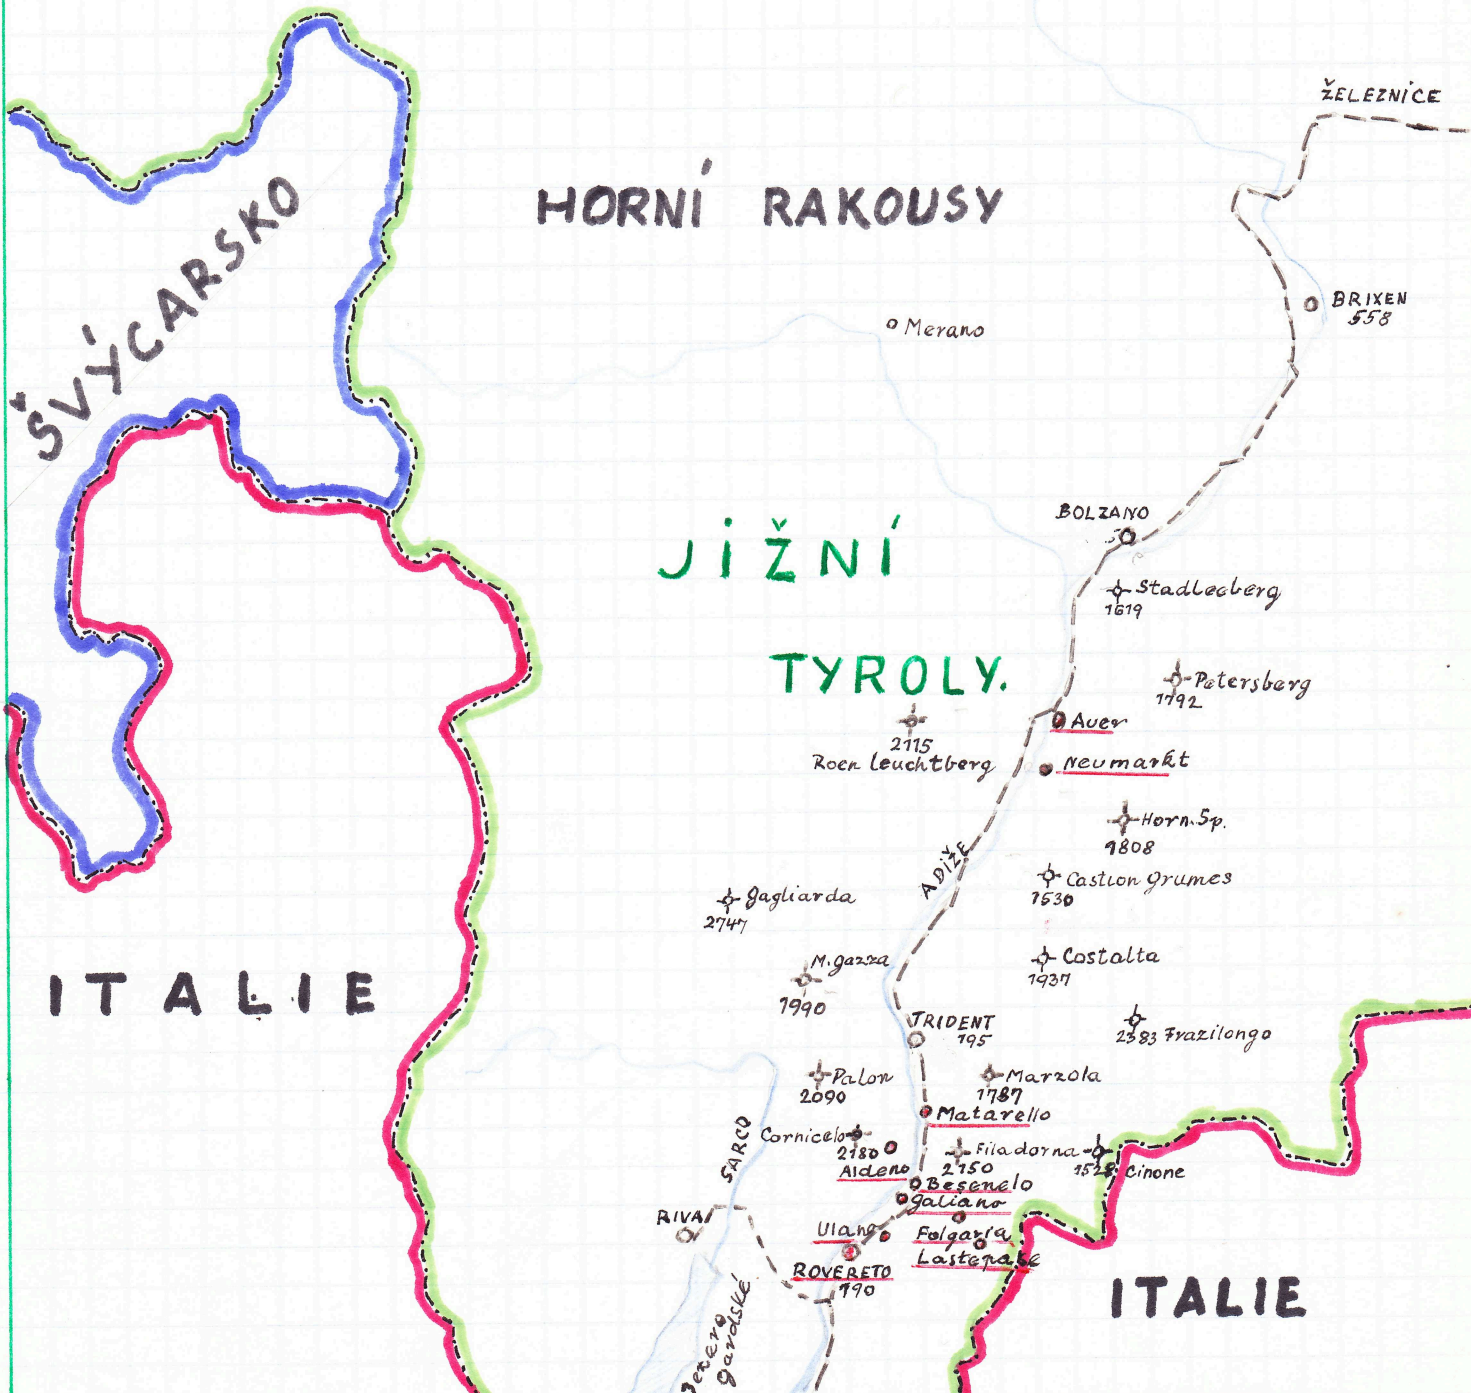 ŽELEZNICE
HORNÍ RAKOUSY
ŠVÝCARSKO
BRIXEN
558
Merano
BOLZANO
JIŽNÍ
Stadlecberg
1619
TYROLY.
Petersberg
1792
Auer
2115
Roen Leuchtberg
Neumarkt
Horn.Sp.
1808
ADIŽE
Castion Grumes
1530
Gagliarda
2747
M.gazza
1990
Costalta
1937
ITALIE
TRIDENT
195
2383 Frazilongo
Palon
2090
Marzola
1787
Matarello
SARCO
Cornicelo
2180
Aldeno
Filadorna
2150
1528 Cinone
Besenelo
Galiano
RIVA
Ulano
Folgaria
Lastepase
ROVERETO
190
Jezero
Gardské
ITALIE